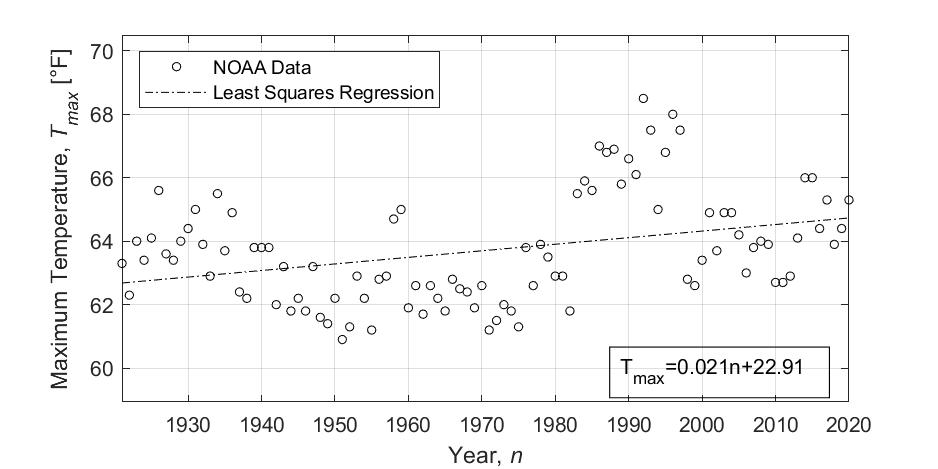 NOAA Data
Least Squares Regression
Maximum Temperature, Tmax [°F]
70
68
66
64
62
60
Tmax=0.021n+22.91
1930 1940 1950 1960 1970 1980 1990 2000 2010 2020
Year, n